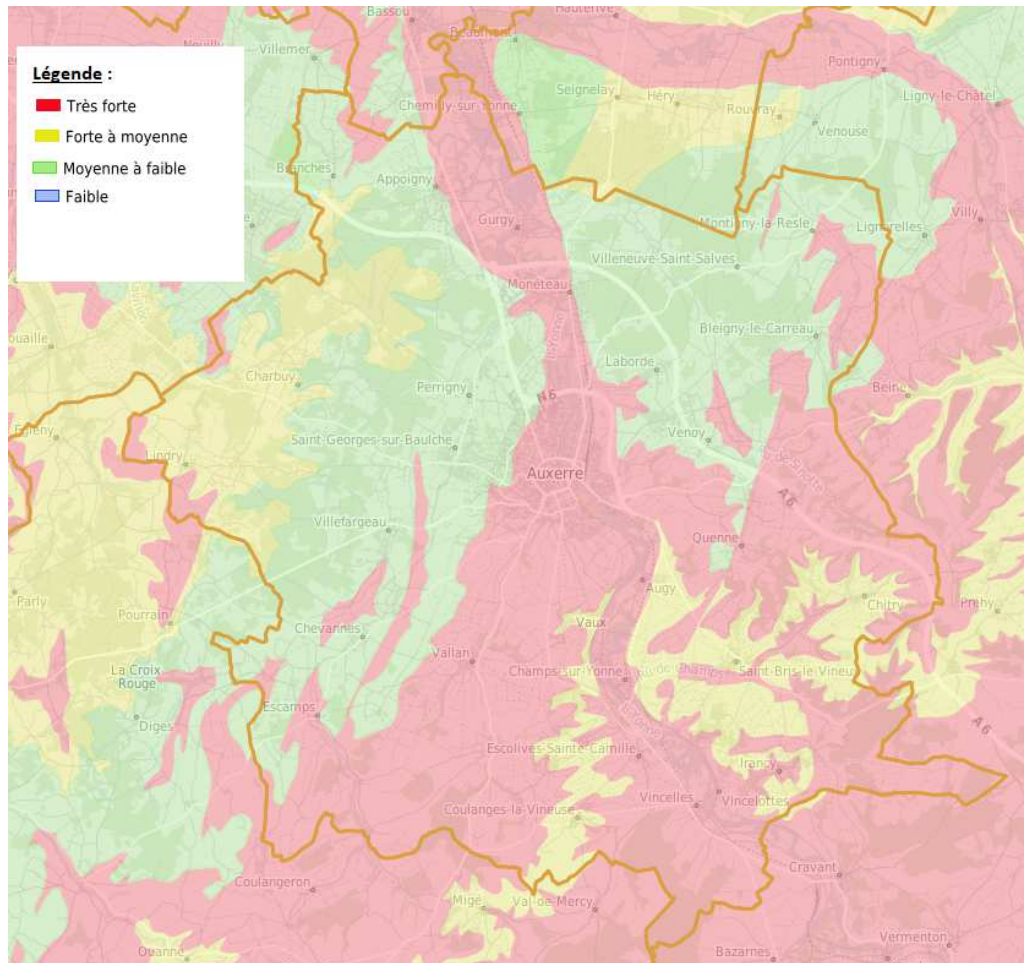 Légende :
Très forte
Forte à moyenne
Moyenne à faible
Faible
Bassou
Hauterive
Beaumont
Villemer
Pontigny
Seignelay
Héry
Rouvray
Chemilly-sur-Yonne
Ligny-le-Châtel
Venouse
Branches
Appoigny
Gurgy
Montigny-la-Resle
Villy
Lignorelles
Villeneuve-Saint-Salves
Monéteau
Bleigny-le-Carreau
Laborde
Charbuy
Perrigny
Beine
A6
Egleny
Saint-Georges-sur-Baulche
Venoy
Lindry
Auxerre
A6
Villefargeau
Quenne
Parly
Augy
Chitry
Préhy
Pourrain
Vaux
Chevannes
Vallan
La Croix
Rouge
Champs-sur-Yonne
Saint-Bris-le-Vineux
Escamps
Diges
A6
Escolives-Sainte-Camille
Irancy
Vincelles
Vincelottes
Coulanges-la-Vineuse
Cravant
Coulangeron
Migé
Val-de-Mercy
Ouanne
Bazarnes
Vermenton